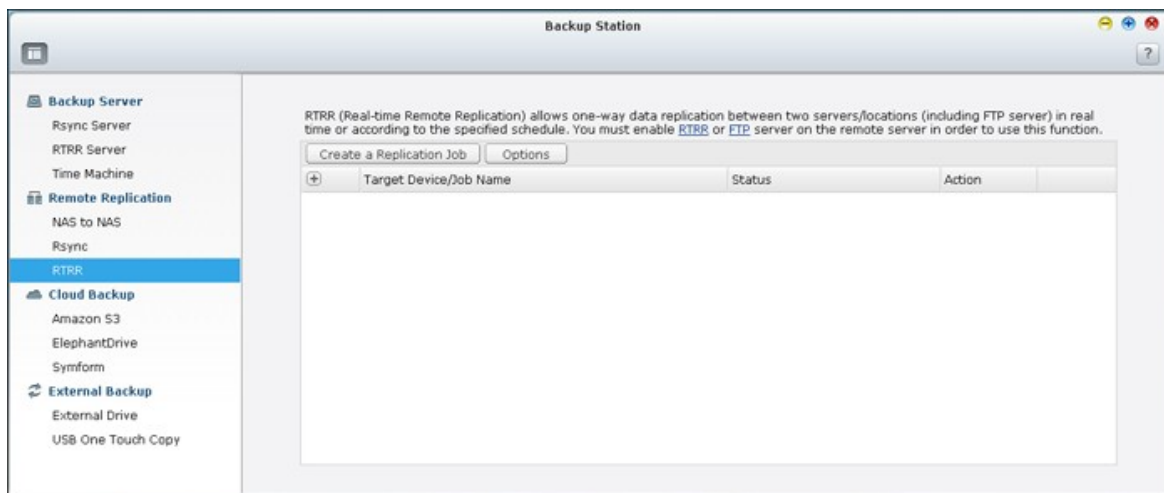 Backup Station
?
Backup Server
Rsync Server
RTRR Server
Time Machine
Remote Replication
NAS to NAS
Rsync
RTRR
Cloud Backup
Amazon S3
ElephantDrive
Symform
External Backup
External Drive
USB One Touch Copy
RTRR (Real-time Remote Replication) allows one-way data replication between two servers/locations (including FTP server) in real
time or according to the specified schedule. You must enable RTRR or FTP server on the remote server in order to use this function.
Create a Replication Job Options
Target Device/Job Name Status Action